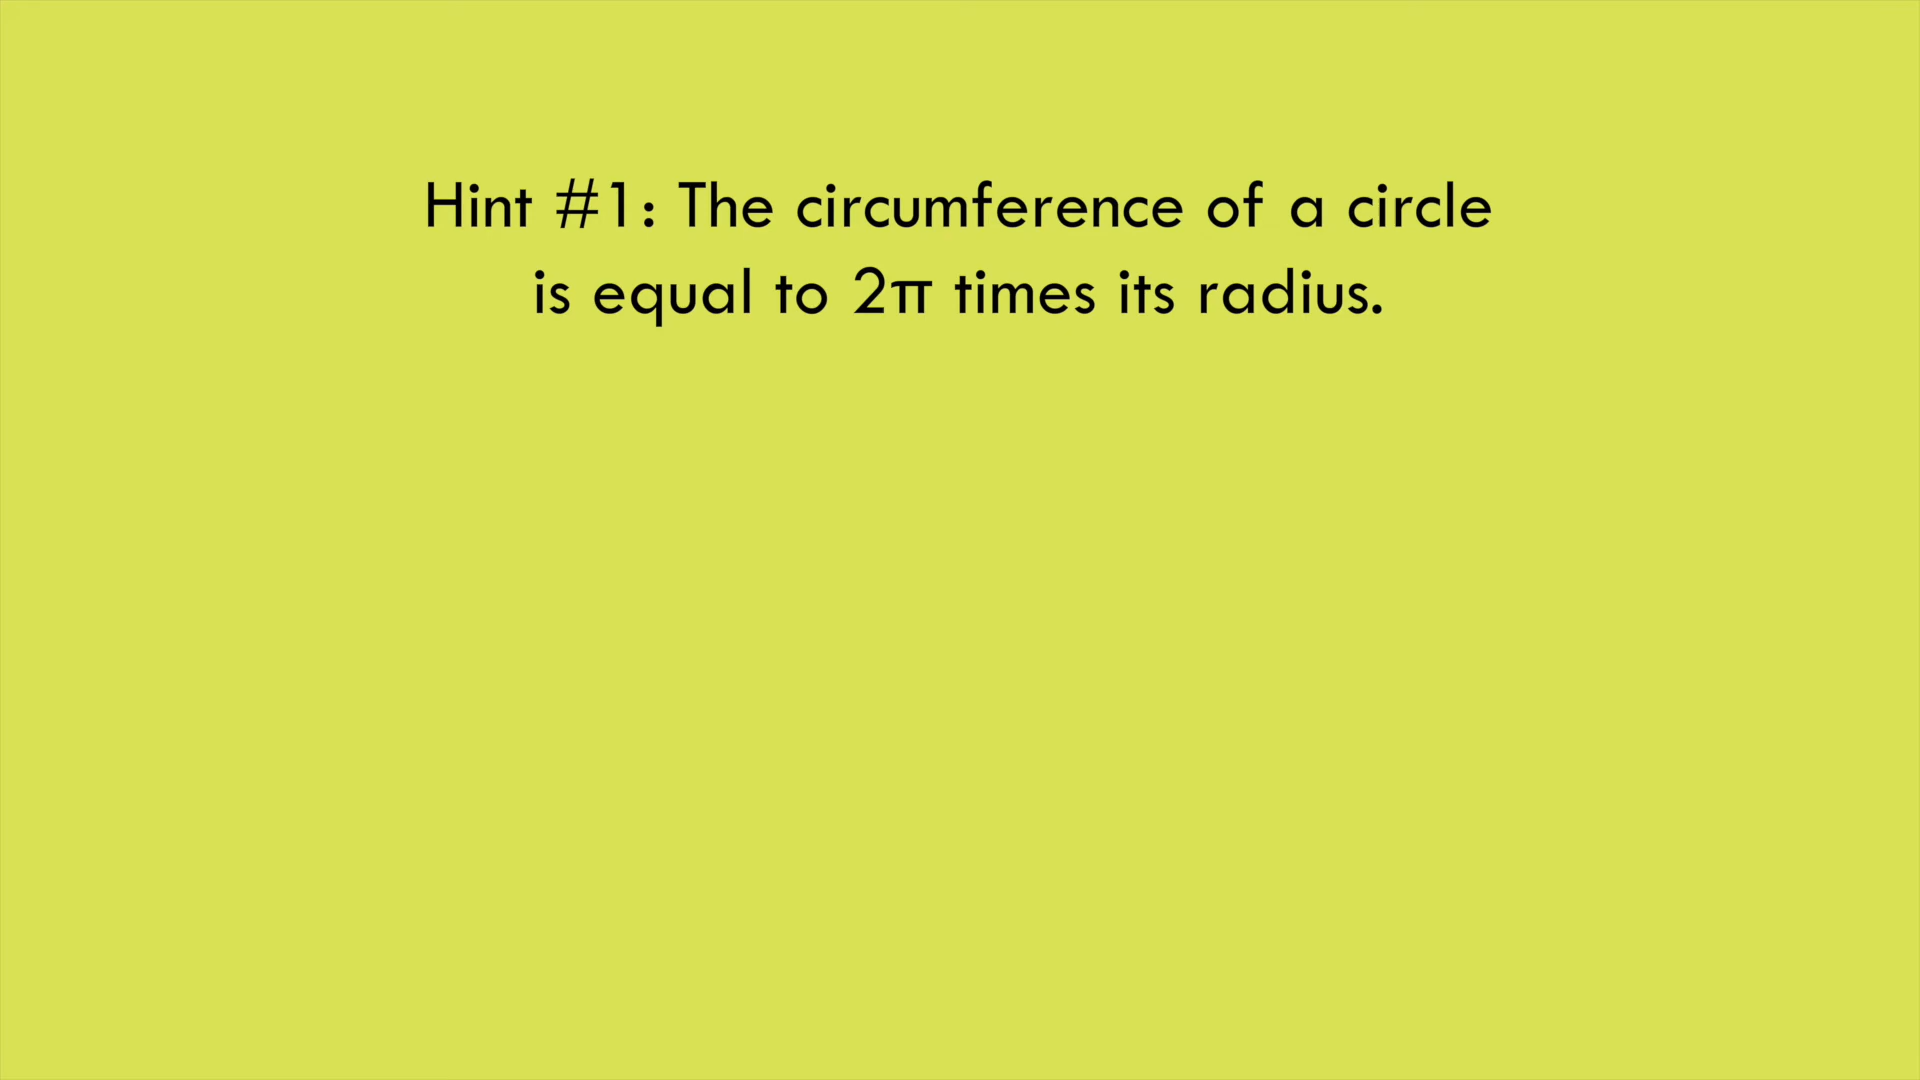 Hint #1: The circumference of a circle
is equal to 2π times its radius.